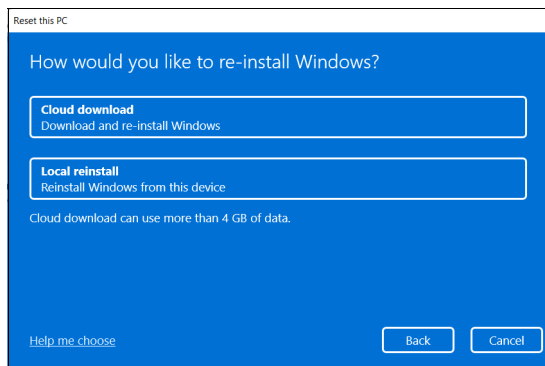 Reset this PC
How would you like to re-install Windows?
Cloud download
Download and re-install Windows
Local reinstall
Reinstall Windows from this device
Cloud download can use more than 4 GB of data.
Help me choose
Back
Cancel